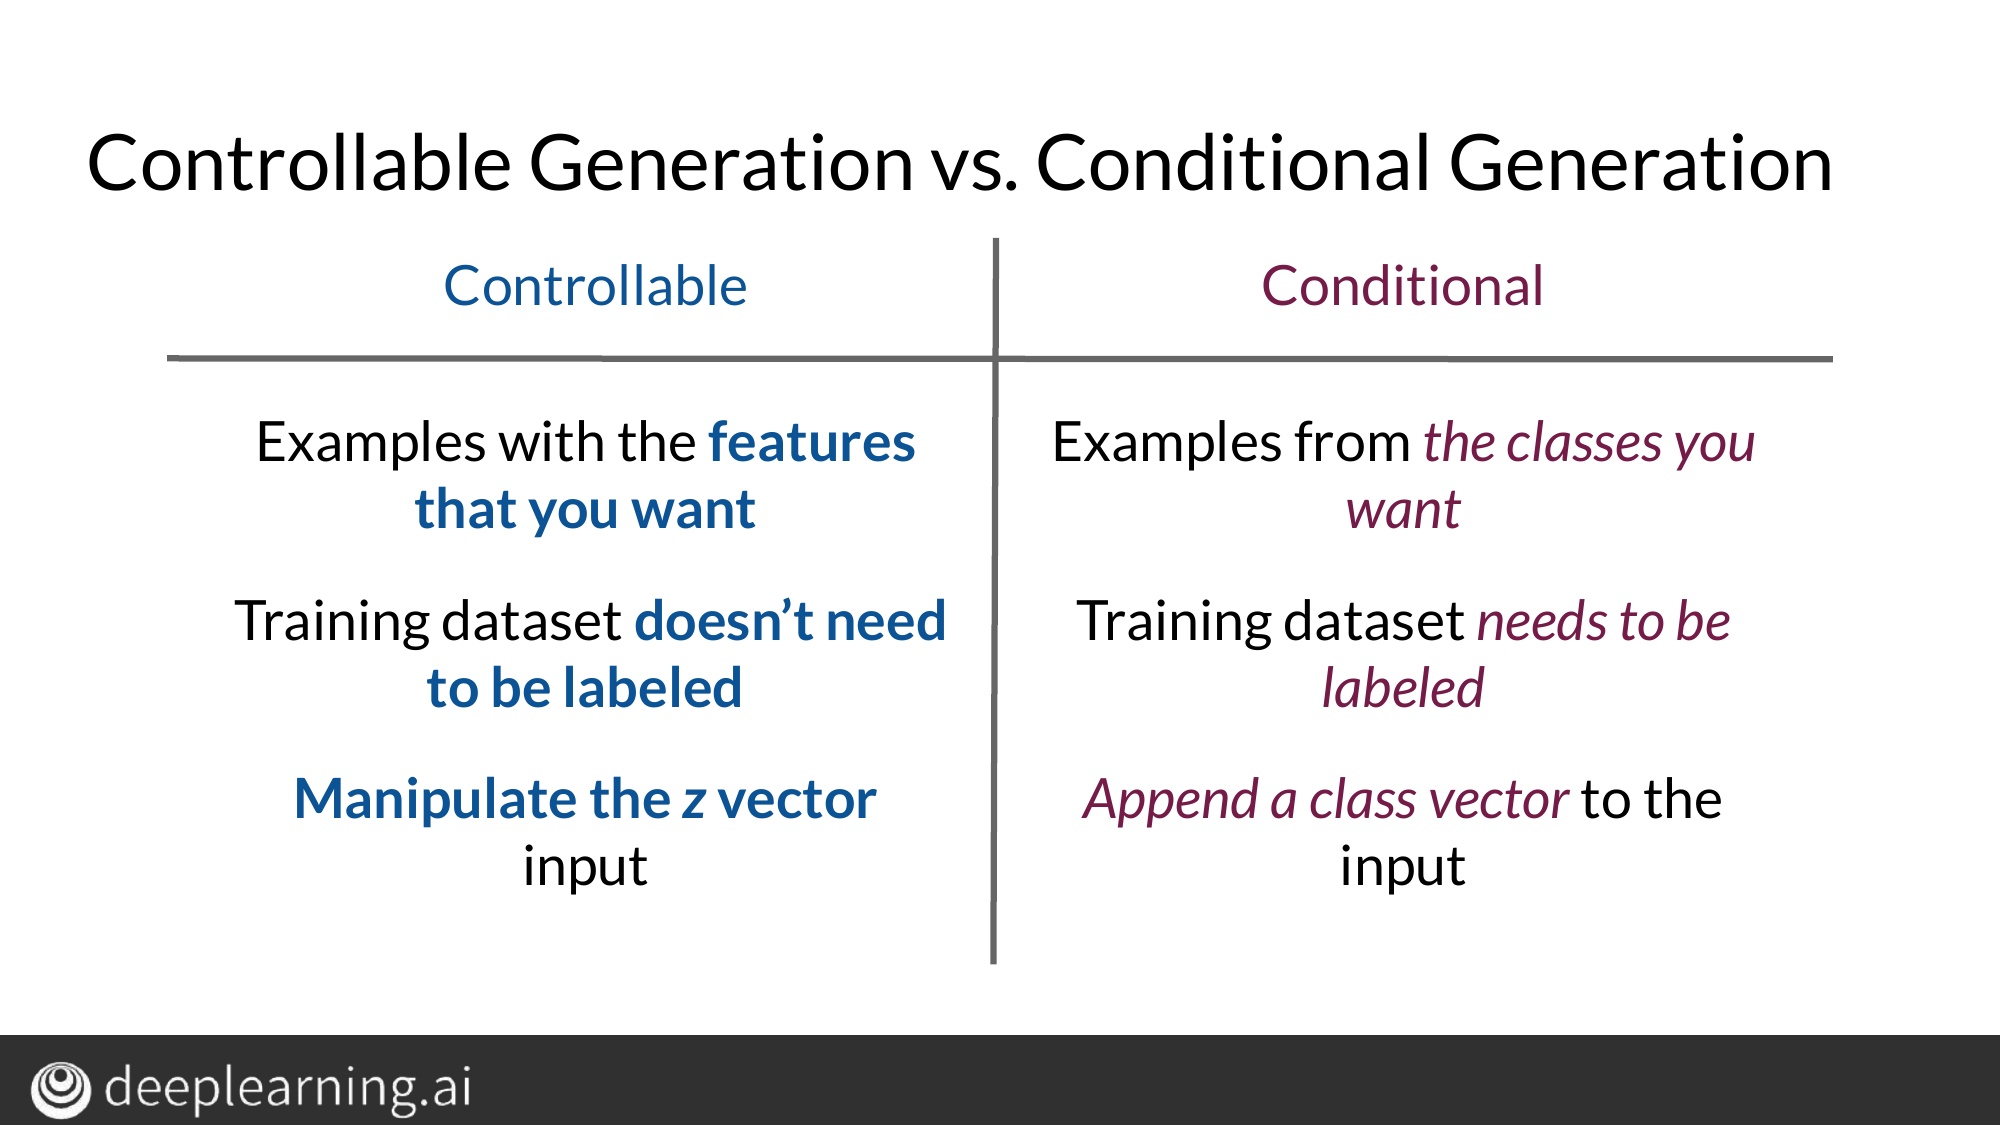 Controllable Generation vs. Conditional Generation
Controllable
Conditional
Examples with the features
that you want
Examples from the classes you
want
Training dataset doesn’t need
to be labeled
Training dataset needs to be
labeled
Manipulate the z vector
input
Append a class vector to the
input
deeplearning.ai